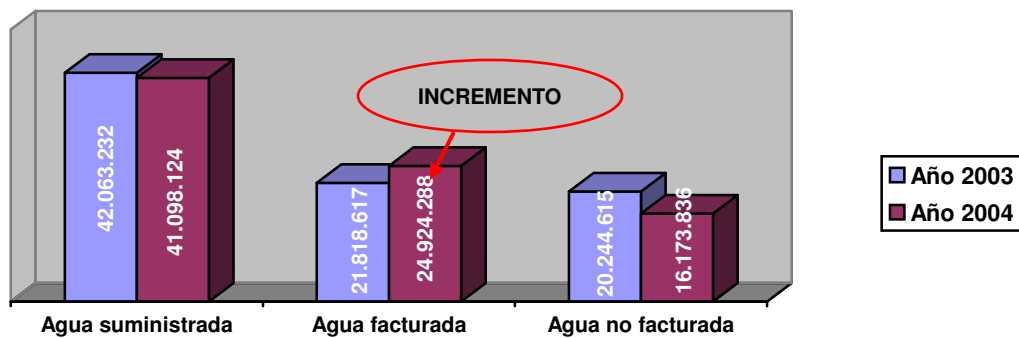 INCREMENTO
42.063.232
41.098.124
21.818.617
24.924.288
20.244.615
16.173.836
Agua suministrada
Agua facturada
Agua no facturada
Año 2003
Año 2004